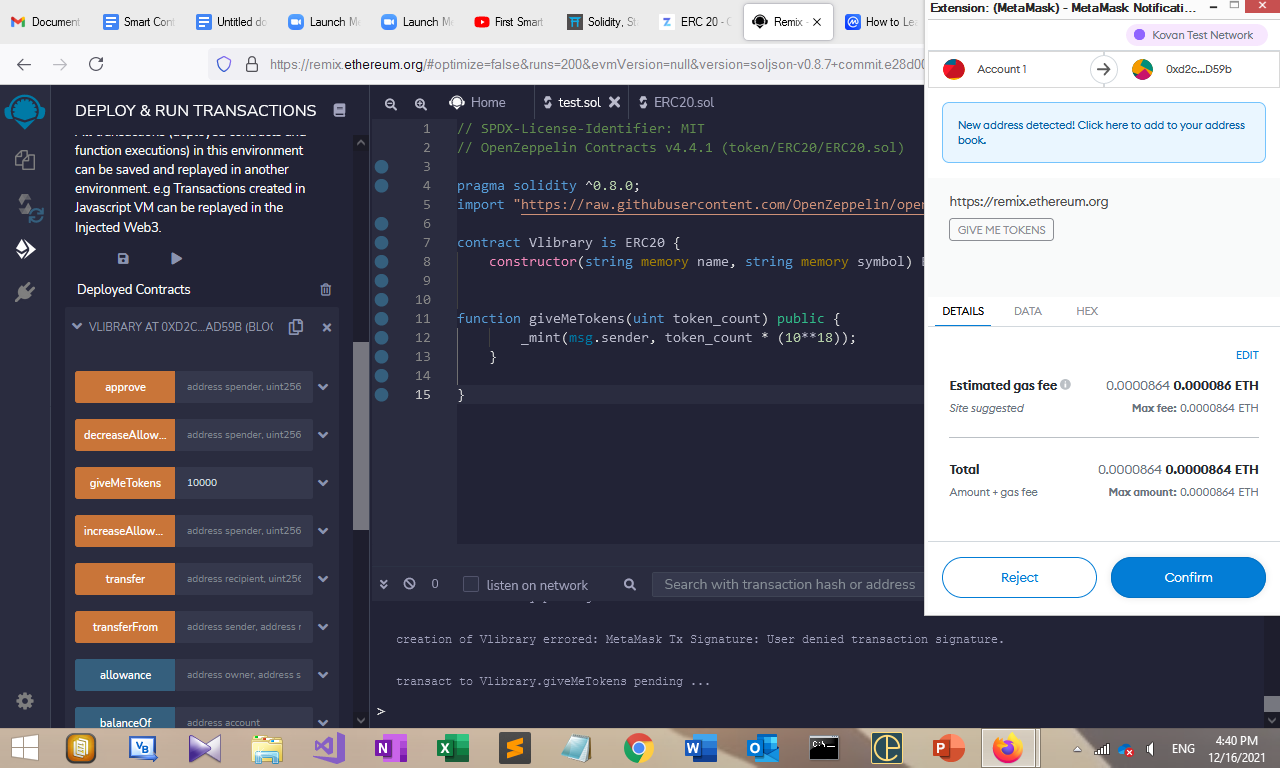 Document
Smart Cont
Untitled do
Launch Me
Launch Me
First Smart
Solidity, St
ERC 20 -
Remix -
How to Le
https://remix.ethereum.org/#optimize=false&runs=200&evmVersion=null&version=soljson-v0.8.7+commit.e28d00
DEPLOY & RUN TRANSACTIONS
function executions) in this environment
can be saved and replayed in another
environment. e.g Transactions created in
Javascript VM can be replayed in the
Injected Web3.
Deployed Contracts
VLIBRARY AT 0XD2C...AD59B (BLOC
approve
address spender, uint256
decreaseAllow...
address spender, uint256
giveMeTokens
10000
increaseAllow...
address spender, uint256
transfer
address recipient, uint256
transferFrom
address sender, address r
allowance
address owner, address s
balanceOf
address account
Home
test.sol
ERC20.sol
1 // SPDX-License-Identifier: MIT
2 // OpenZeppelin Contracts v4.4.1 (token/ERC20/ERC20.sol)
3
4 pragma solidity ^0.8.0;
5 import "https://raw.githubusercontent.com/OpenZeppelin/open
6
7 contract Vlibrary is ERC20 {
8 constructor(string memory name, string memory symbol)
9
10
11 function giveMeTokens(uint token_count) public {
12 _mint(msg.sender, token_count * (10**18));
13 }
14
15 }
0
listen on network
Search with transaction hash or address
creation of Vlibrary errored: MetaMask Tx Signature: User denied transaction signature.
transact to Vlibrary.giveMeTokens pending ...
>
Extension: (MetaMask) - MetaMask Notificati...
Kovan Test Network
Account 1
0xd2c...D59b
New address detected! Click here to add to your address
book.
https://remix.ethereum.org
GIVE ME TOKENS
DETAILS
DATA
HEX
EDIT
Estimated gas fee
0.0000864 0.000086 ETH
Site suggested
Max fee: 0.0000864 ETH
Total
0.0000864 0.0000864 ETH
Amount + gas fee
Max amount: 0.0000864 ETH
Reject
Confirm
ENG
4:40 PM
12/16/2021